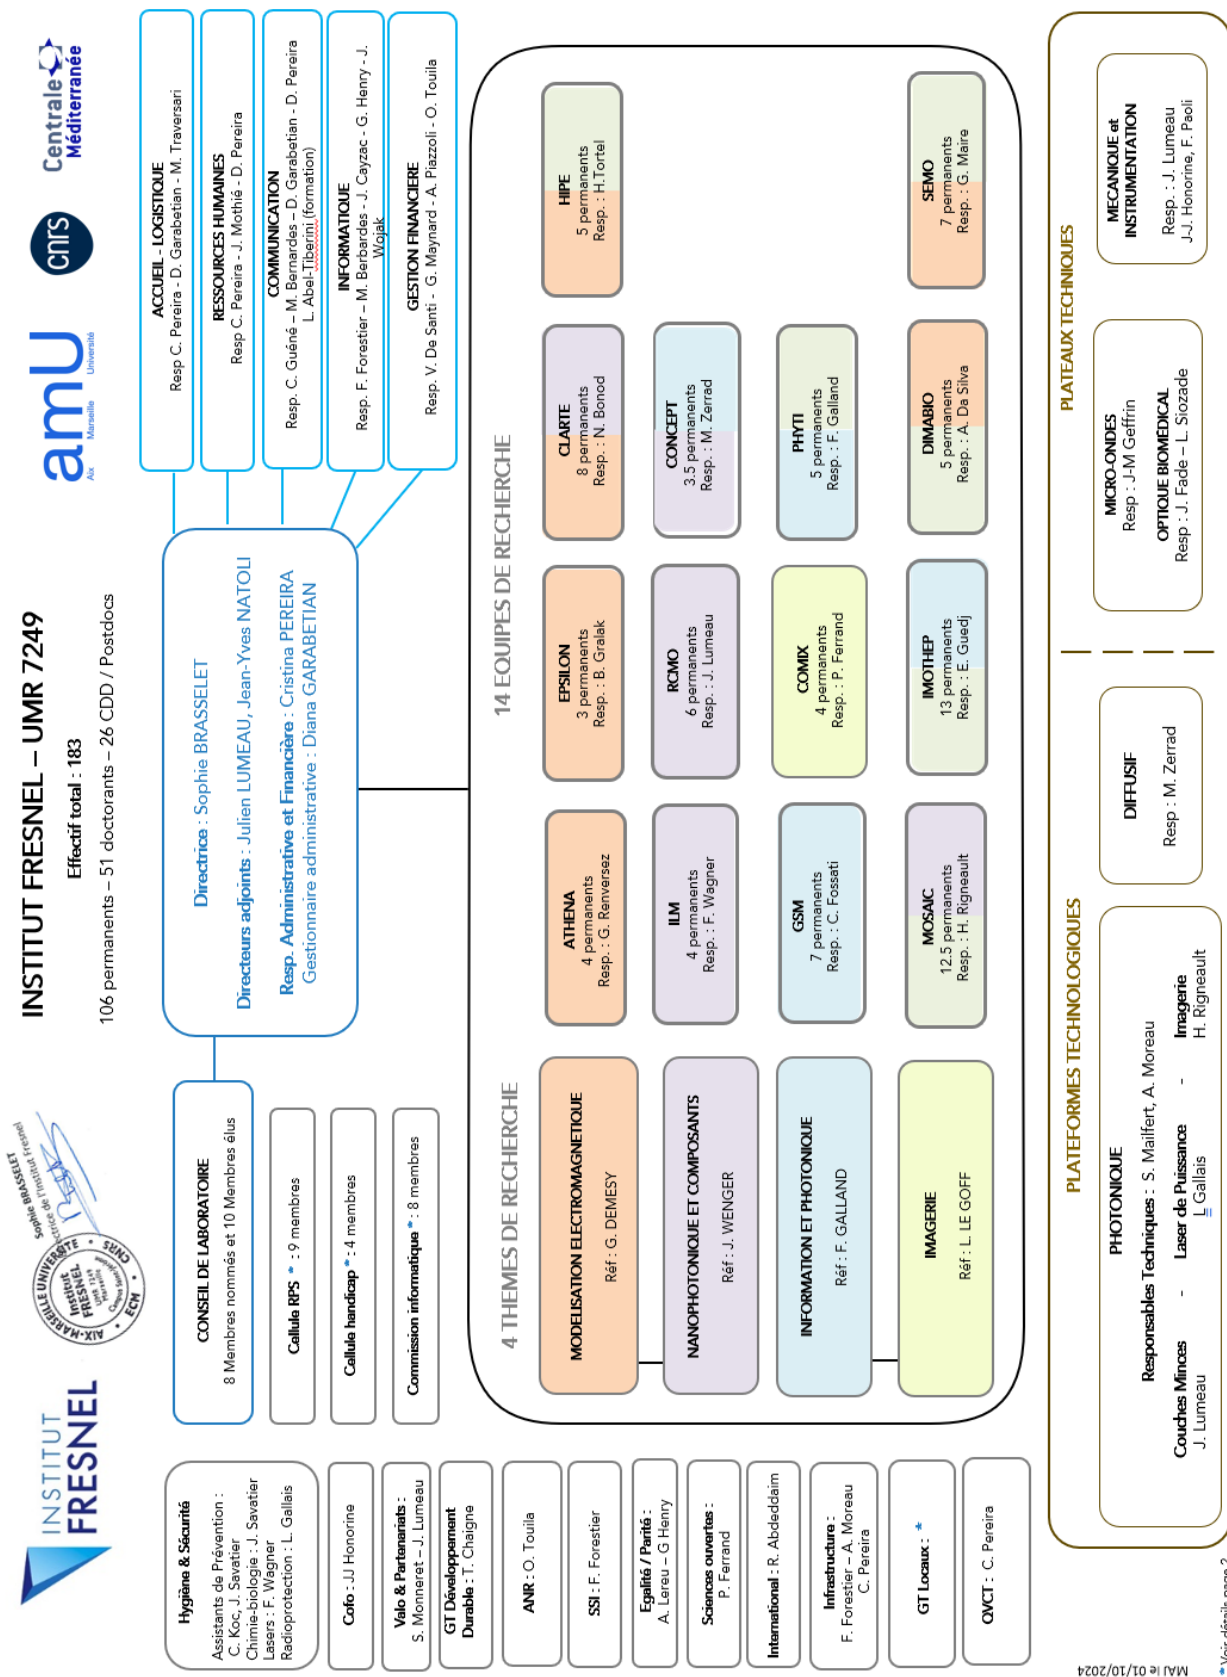 INSTITUT
FRESNEL
AIX-MARSEILLE UNIVERSITE • CNRS • ECM •
Institut
FRESNEL
UMR 7249
Marseille
Sophie BRASSELET
Directrice de l'Institut Fresnel
INSTITUT FRESNEL – UMR 7249
Effectif total : 183
106 permanents – 51 doctorants – 26 CDD / Postdocs
amU
Aix Marseille Université
cnrs
Centrale
Méditerranée
Hygiène & Sécurité
Assistants de Prévention :
C. Koc, J. Savatier
Chimie-biologie : J. Savatier
Lasers : F. Wagner
Radioprotection : L. Gallais
Cofo : JJ Honorine
Valo & Partenariats :
S. Monneret – J. Lumeau
GT Développement
Durable : T. Chaigne
ANR : O. Touila
SSI : F. Forestier
Egalité / Parité :
A. Lereu – G Henry
Sciences ouvertes :
P. Ferrand
International : R. Abdeddaim
Infrastructure :
F. Forestier – A. Moreau
C. Pereira
GT Locaux : *
QVCT : C. Pereira
CONSEIL DE LABORATOIRE
8 Membres nommés et 10 Membres élus
Cellule RPS * : 9 membres
Cellule handicap * : 4 membres
Commission informatique * : 8 membres
Directrice : Sophie BRASSELET
Directeurs adjoints : Julien LUMEAU, Jean-Yves NATOLI
Resp. Administrative et Financière : Cristina PEREIRA
Gestionnaire administrative : Diana GARABETIAN
ACCUEIL - LOGISTIQUE
Resp C. Pereira - D. Garabetian - M. Traversari
RESSOURCES HUMAINES
Resp C. Pereira - J. Mothié - D. Pereira
COMMUNICATION
Resp. C. Guéné – M. Bernardes – D. Garabetian - D. Pereira
L. Abel-Tiberini (formation)
INFORMATIQUE
Resp. F. Forestier – M. Berbardes - J. Cayzac - G. Henry - J.
Wojak
GESTION FINANCIERE
Resp. V. De Santi - G. Maynard - A. Piazzoli - O. Touila
4 THEMES DE RECHERCHE
14 EQUIPES DE RECHERCHE
MODELISATION ELECTROMAGNETIQUE
Réf : G. DEMESY
ATHENA
4 permanents
Resp. : G. Renversez
EPSILON
3 permanents
Resp. : B. Gralak
CLARTE
8 permanents
Resp. : N. Bonod
HIPE
5 permanents
Resp. : H.Tortel
NANOPHOTONIQUE ET COMPOSANTS
Réf : J. WENGER
ILM
4 permanents
Resp. : F. Wagner
RCMO
6 permanents
Resp. : J. Lumeau
CONCEPT
3.5 permanents
Resp. : M. Zerrad
INFORMATION ET PHOTONIQUE
Réf : F. GALLAND
GSM
7 permanents
Resp. : C. Fossati
COMIX
4 permanents
Resp. : P. Ferrand
PHYTI
5 permanents
Resp. : F. Galland
IMAGERIE
Réf : L. LE GOFF
MOSAIC
12.5 permanents
Resp. : H. Rigneault
IMOTHEP
13 permanents
Resp. : E. Guedj
DIMABIO
5 permanents
Resp. : A. Da Silva
SEMO
7 permanents
Resp. : G. Maire
PLATEFORMES TECHNOLOGIQUES
PLATEAUX TECHNIQUES
PHOTONIQUE
Responsables Techniques : S. Mailfert, A. Moreau
Couches Minces - Laser de Puissance - Imagerie
J. Lumeau L Gallais H. Rigneault
DIFFUSIF
Resp : M. Zerrad
MICRO-ONDES
Resp : J-M Geffrin
OPTIQUE BIOMÉDICAL
Resp : J. Fade – L. Siozade
MECANIQUE et
INSTRUMENTATION
Resp. : J. Lumeau
J-J. Honorine, F. Paoli
MAJ le 01/10/2024
* Voir détails page 2